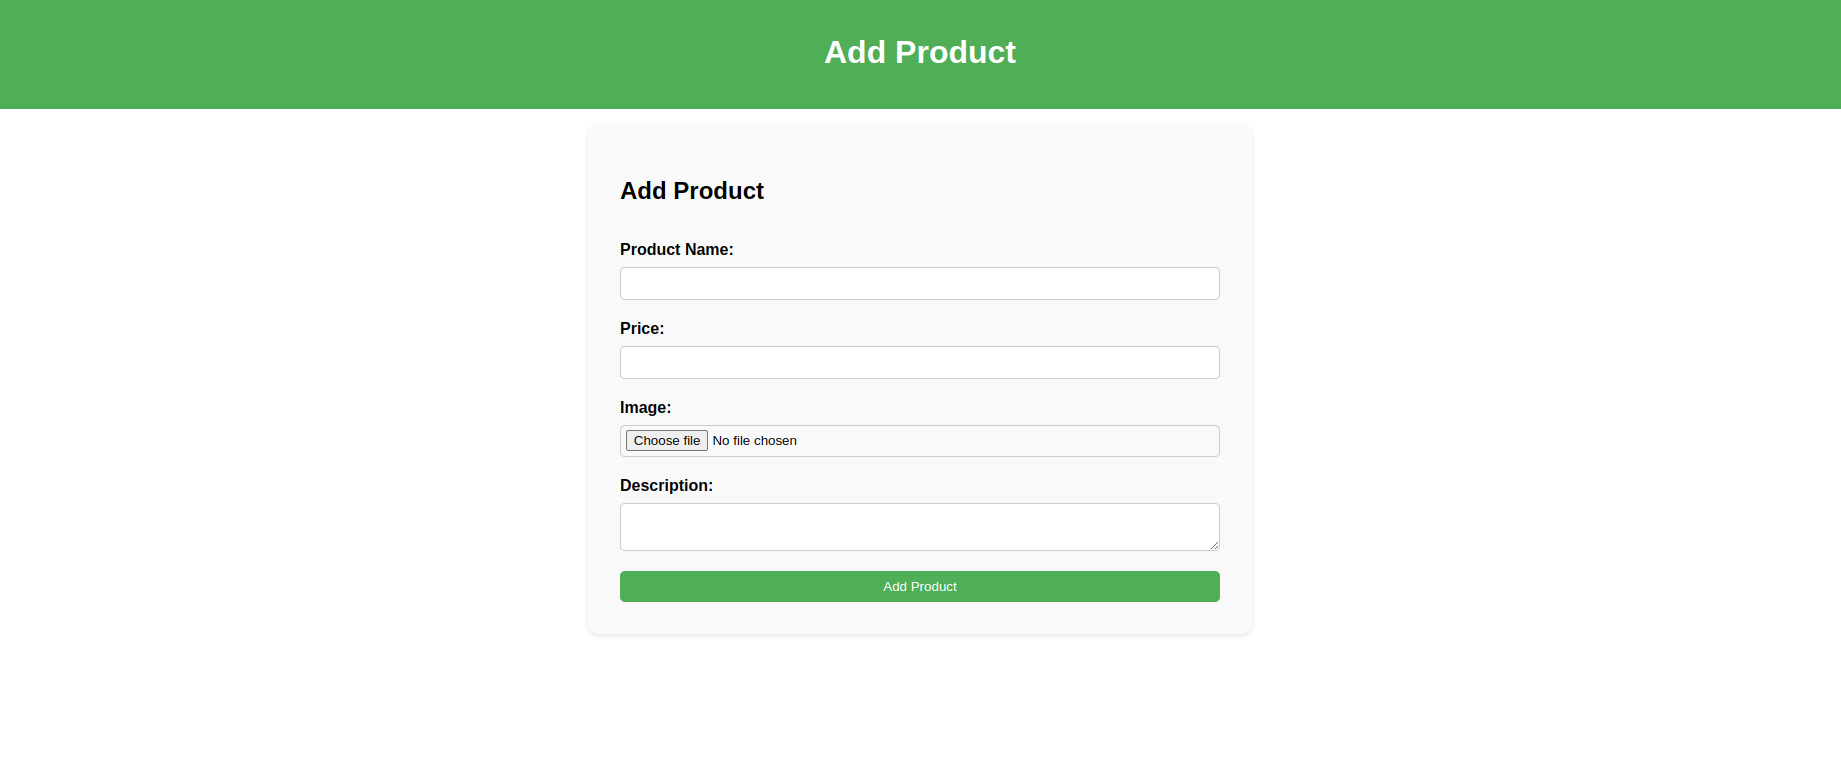 Add Product
Add Product
Product Name:
Price:
Image:
Choose file No file chosen
Description:
Add Product